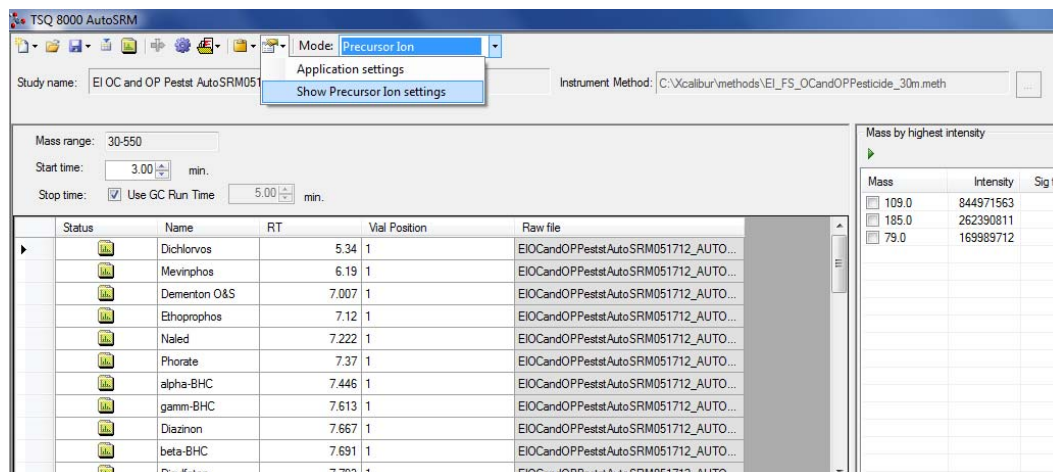 TSQ 8000 AutoSRM
Mode: Precursor Ion
Application settings
Show Precursor Ion settings
Study name: EI OC and OP Pestst AutoSRM051
Instrument Method: C:\Xcalibur\methods\EI_FS_OCandOPPesticide_30m.meth ...
Mass range: 30-550
Start time: 3.00 min.
Stop time: Use GC Run Time 5.00 min.
Mass by highest intensity
Mass Intensity Sig
109.0 844971563
185.0 262390811
79.0 169989712
Status Name RT Vial Position Raw file
Dichlorvos 5.34 1 EIOCandOPPeststAutoSRM051712_AUTO...
Mevinphos 6.19 1 EIOCandOPPeststAutoSRM051712_AUTO...
Dementon O&S 7.007 1 EIOCandOPPeststAutoSRM051712_AUTO...
Ethoprophos 7.12 1 EIOCandOPPeststAutoSRM051712_AUTO...
Naled 7.222 1 EIOCandOPPeststAutoSRM051712_AUTO...
Phorate 7.37 1 EIOCandOPPeststAutoSRM051712_AUTO...
alpha-BHC 7.446 1 EIOCandOPPeststAutoSRM051712_AUTO...
gamm-BHC 7.613 1 EIOCandOPPeststAutoSRM051712_AUTO...
Diazinon 7.667 1 EIOCandOPPeststAutoSRM051712_AUTO...
beta-BHC 7.691 1 EIOCandOPPeststAutoSRM051712_AUTO...